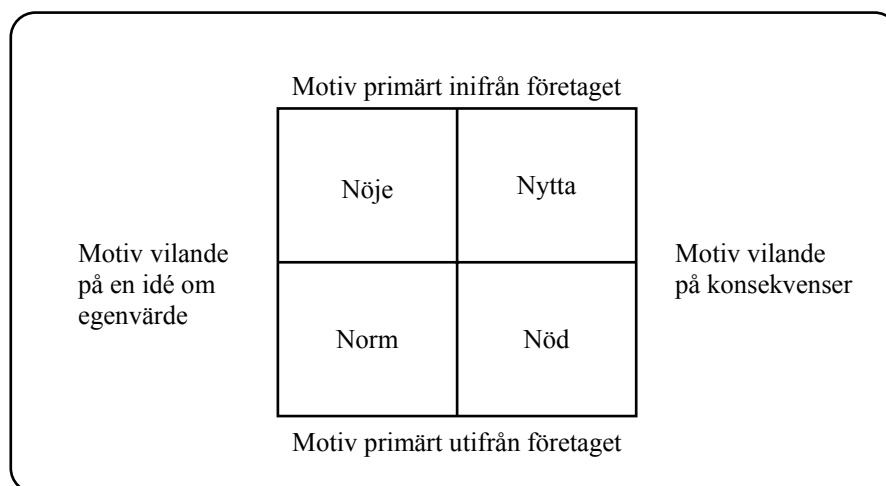 Motiv primärt inifrån företaget
Nöje
Nytta
Motiv vilande
på en idé om
egenvärde
Motiv vilande
på konsekvenser
Norm
Nöd
Motiv primärt utifrån företaget